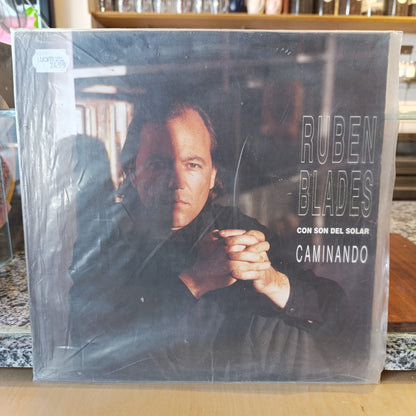 RUBEN
BLADES
CON SON DEL SOLAR
CAMINANDO